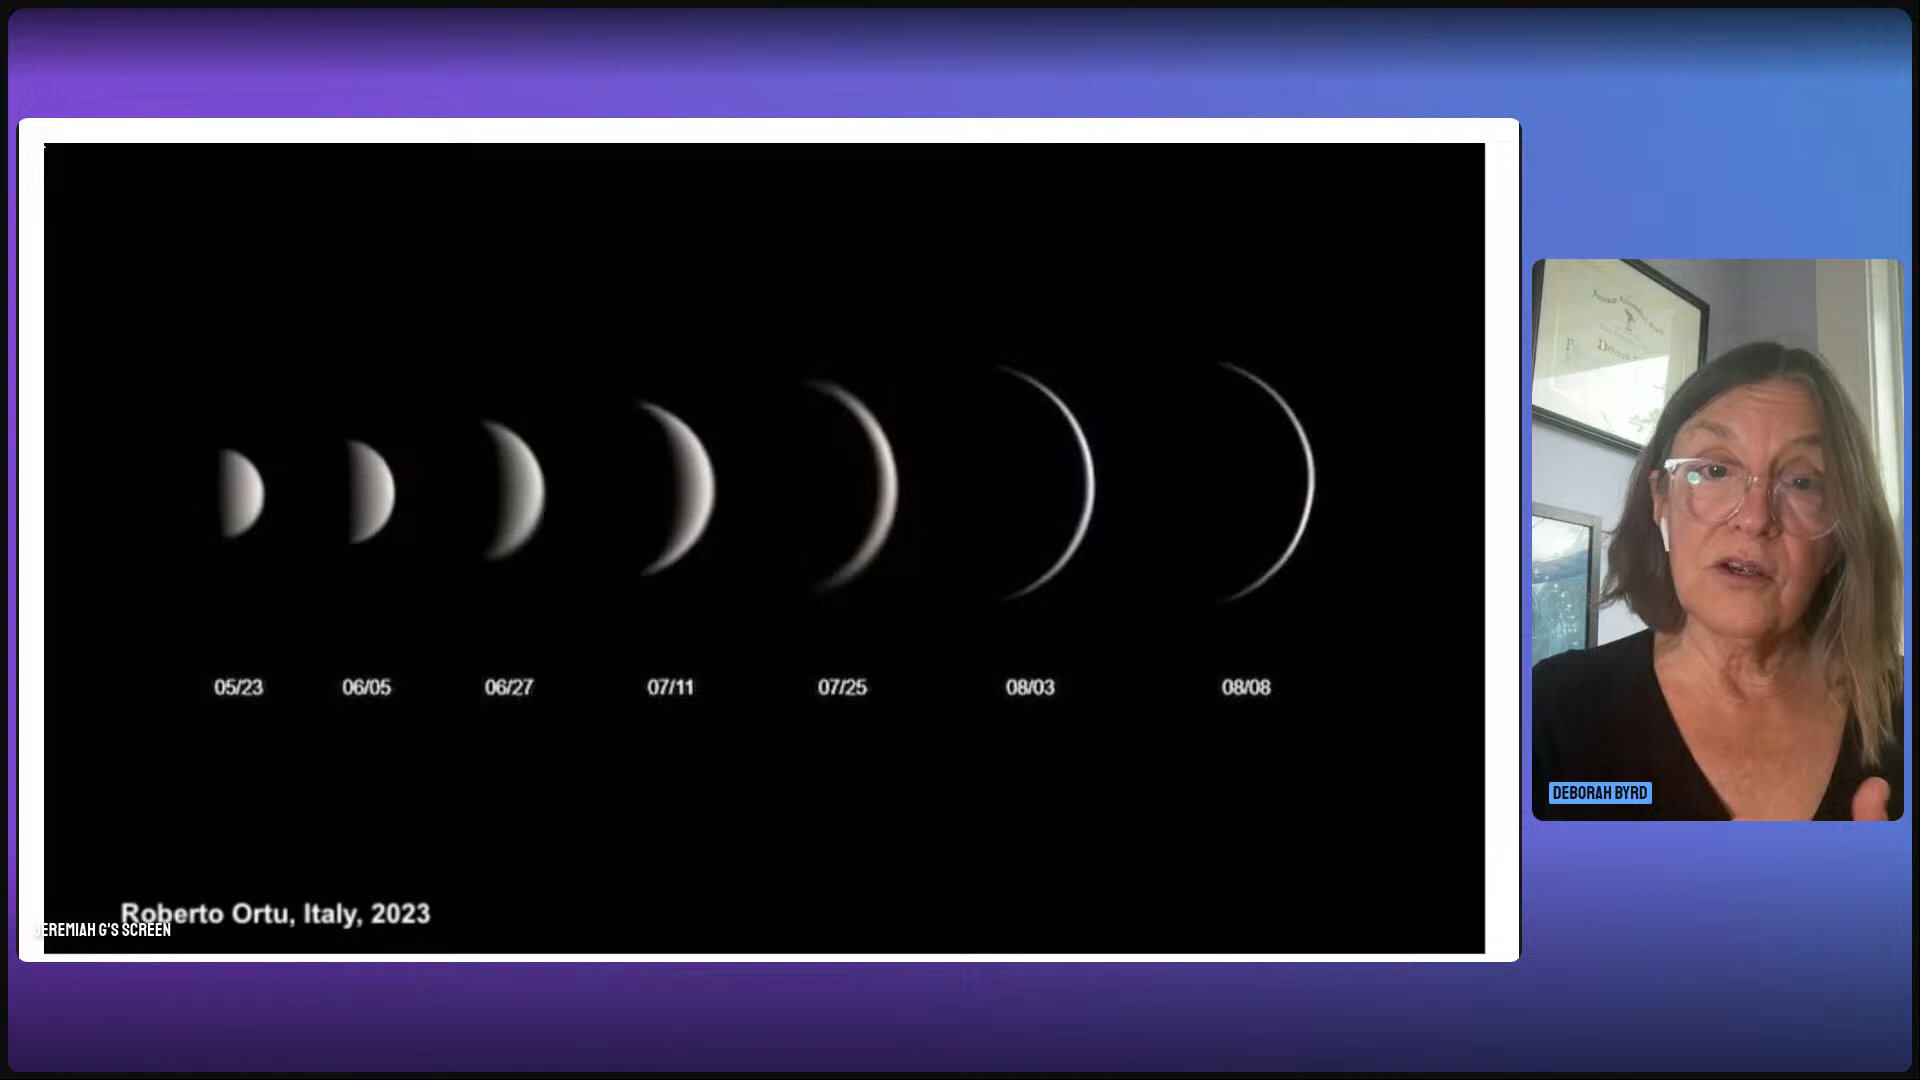 05/23 06/05 06/27 07/11 07/25 08/03 08/08
Roberto Ortu, Italy, 2023
JEREMIAH G'S SCREEN
DEBORAH BYRD